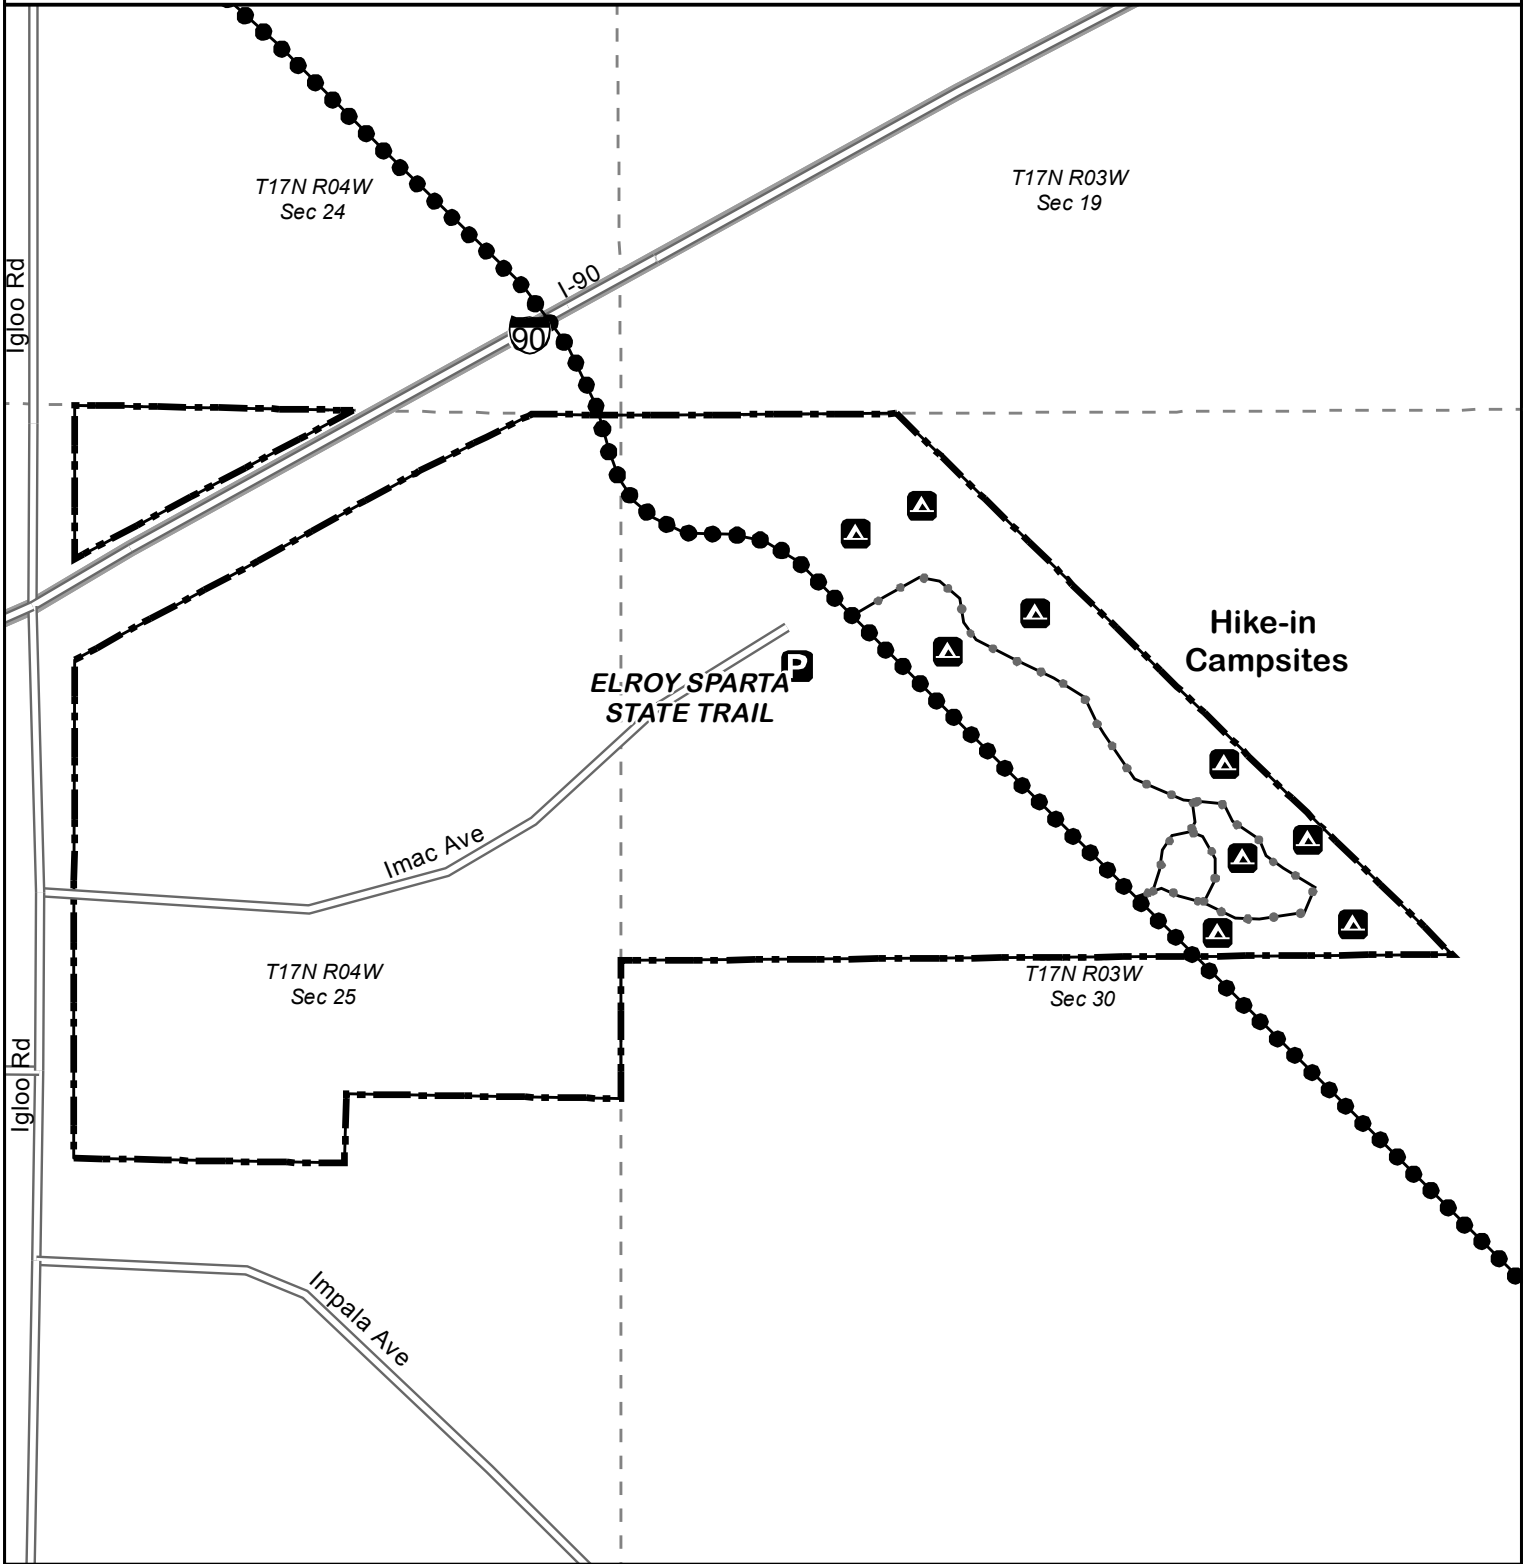 T17N R04W
Sec 24
T17N R03W
Sec 19
Igloo Rd
I-90
90
Hike-in
Campsites
P
ELROY SPARTA
STATE TRAIL
Imac Ave
T17N R04W
Sec 25
T17N R03W
Sec 30
Igloo Rd
Impala Ave